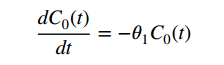 dC₀(t)/dt = −θ₁C₀(t)